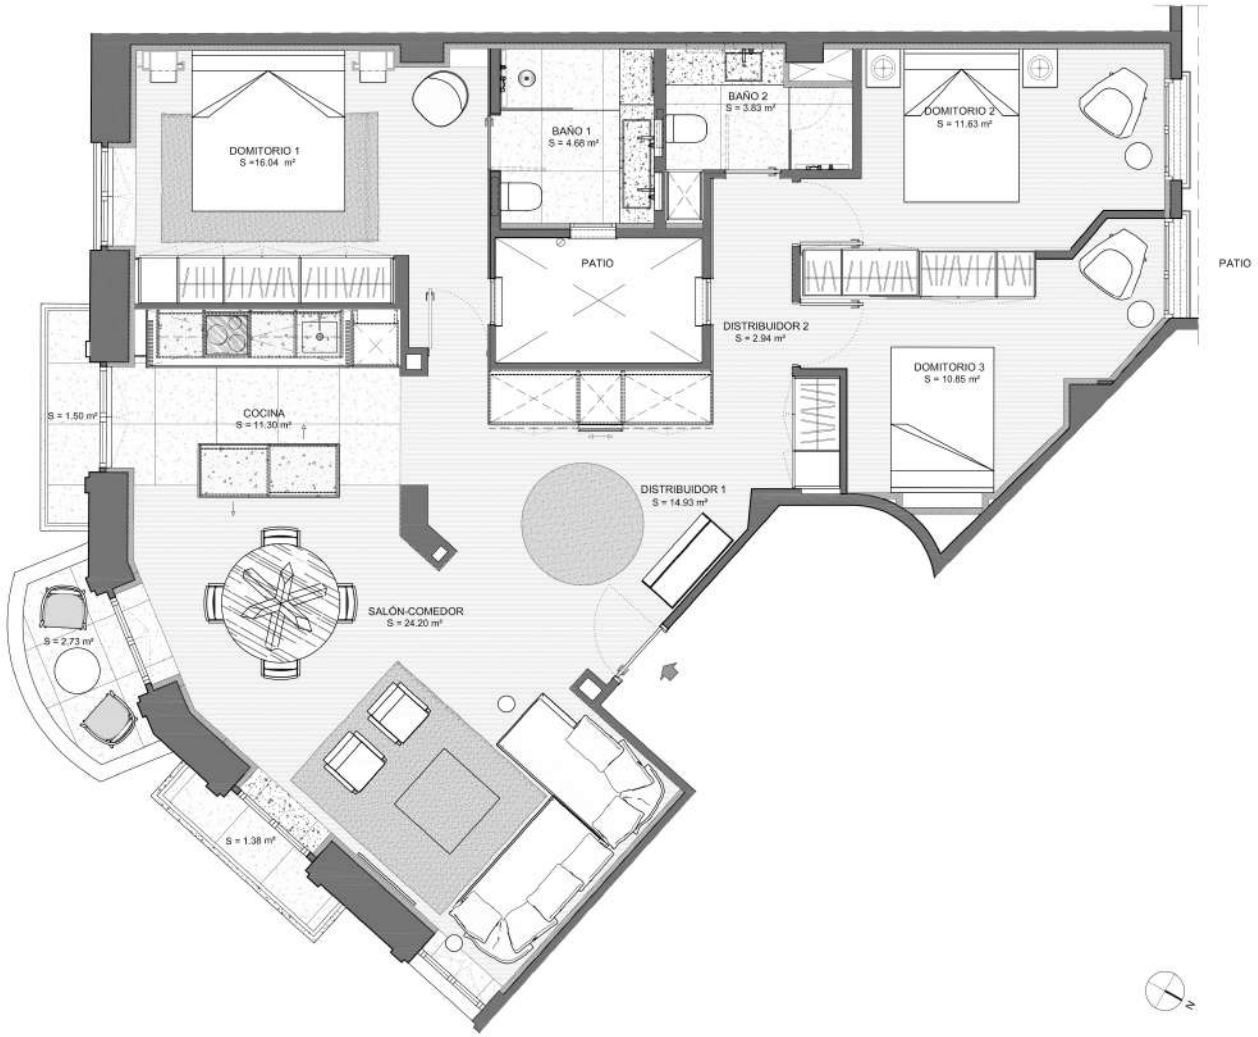 DOMITORIO 1
S =16.04 m²
BAÑO 1
S = 4.68 m²
BAÑO 2
S = 3.83 m²
DOMITORIO 2
S = 11.63 m²
PATIO
PATIO
DISTRIBUIDOR 2
S = 2.94 m²
DOMITORIO 3
S = 10.85 m²
S = 1.50 m²
COCINA
S = 11.30 m²
DISTRIBUIDOR 1
S = 14.93 m²
SALÓN-COMEDOR
S = 24.20 m²
S = 2.73 m²
S = 1.38 m²
N